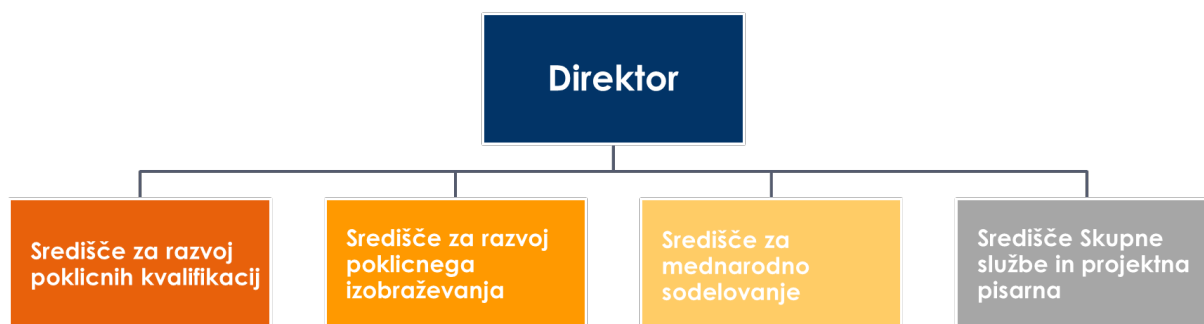 Direktor
Središče za razvoj
poklicnih kvalifikacij
Središče za razvoj
poklicnega
izobraževanja
Središče za
mednarodno
sodelovanje
Središče Skupne
službe in projektna
pisarna